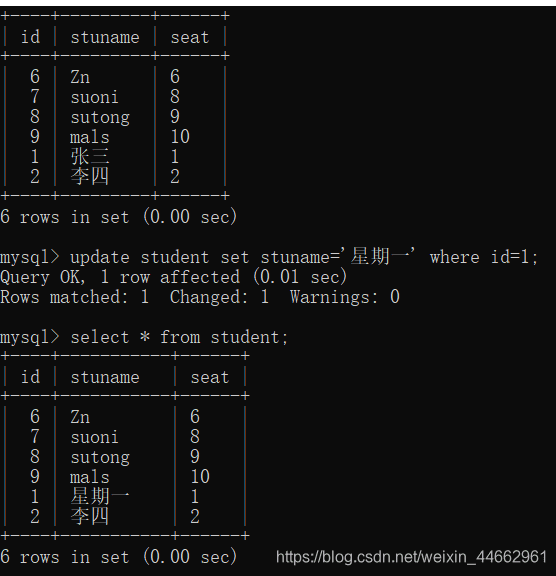 +----+---------+------+
| id | stuname | seat |
+----+---------+------+
|  6 | Zn      | 6    |
|  7 | suoni   | 8    |
|  8 | sutong  | 9    |
|  9 | mals    | 10   |
|  1 | 张三    | 1    |
|  2 | 李四    | 2    |
+----+---------+------+
6 rows in set (0.00 sec)
mysql> update student set stuname='星期一' where id=1;
Query OK, 1 row affected (0.01 sec)
Rows matched: 1  Changed: 1  Warnings: 0
mysql> select * from student;
+----+-----------+------+
| id | stuname   | seat |
+----+-----------+------+
|  6 | Zn        | 6    |
|  7 | suoni     | 8    |
|  8 | sutong    | 9    |
|  9 | mals      | 10   |
|  1 | 星期一    | 1    |
|  2 | 李四      | 2    |
+----+-----------+------+
6 rows in set (0.00 sec)
https://blog.csdn.net/weixin_44662961